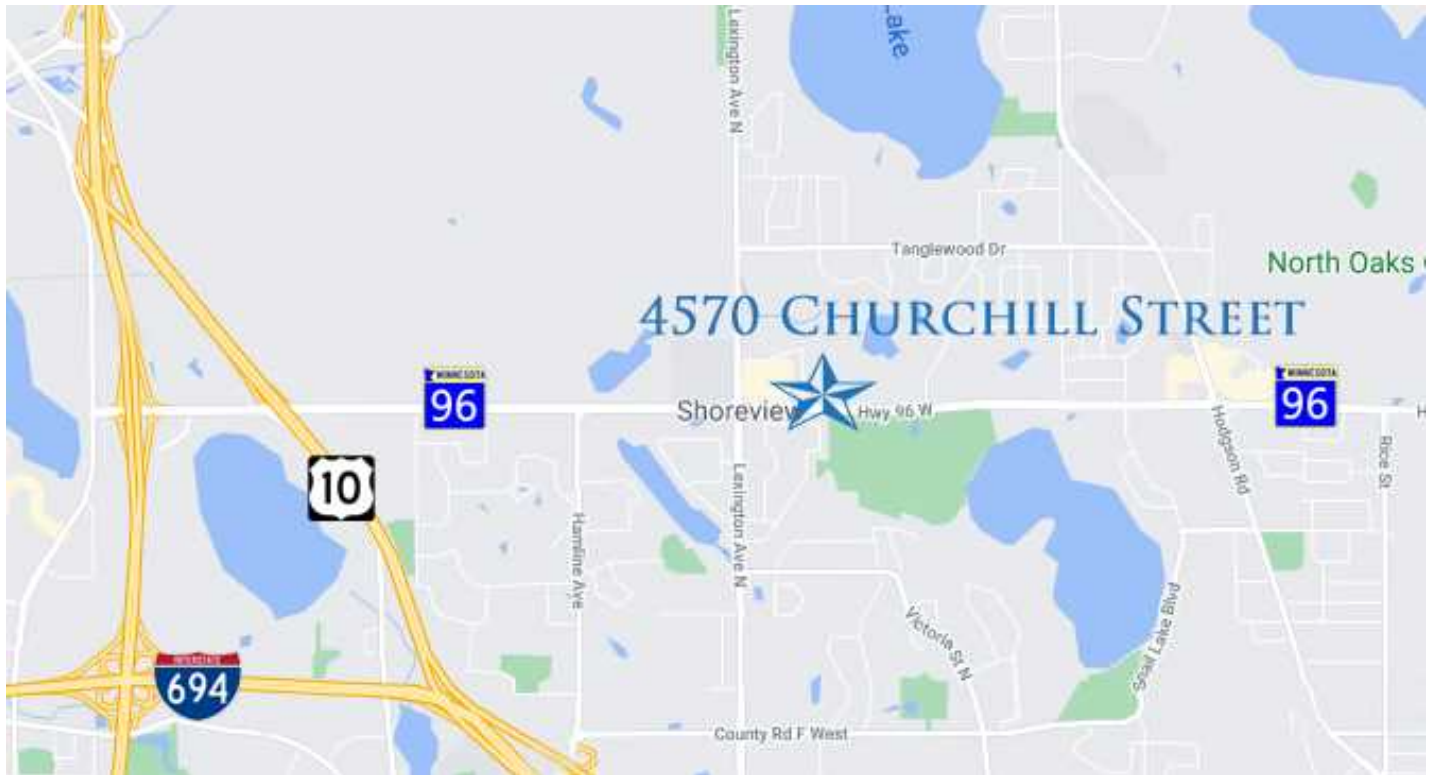 Lake
Lexington Ave N
Tanglewood Dr
North Oaks
4570 CHURCHILL STREET
MINNESOTA
96
Shoreview
Hwy 96 W
MINNESOTA
96
H
10
Hodgson Rd
Rice St
Lexington Ave N
Hamline Ave
Victoria St N
Snail Lake Blvd
INTERSTATE
694
County Rd F West